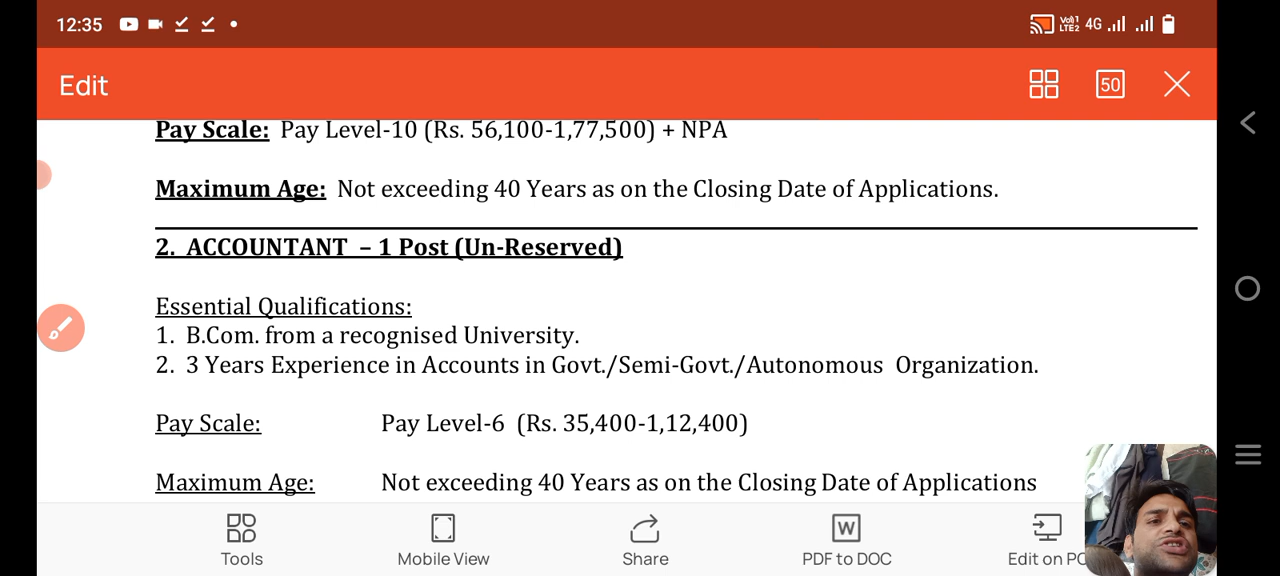 12:35
Vo)) 1 LTE2 4G
Edit
50
Pay Scale: Pay Level-10 (Rs. 56,100-1,77,500) + NPA
Maximum Age: Not exceeding 40 Years as on the Closing Date of Applications.
2. ACCOUNTANT – 1 Post (Un-Reserved)
Essential Qualifications:
1. B.Com. from a recognised University.
2. 3 Years Experience in Accounts in Govt./Semi-Govt./Autonomous Organization.
Pay Scale: Pay Level-6 (Rs. 35,400-1,12,400)
Maximum Age: Not exceeding 40 Years as on the Closing Date of Applications
W
Tools Mobile View Share PDF to DOC Edit on PC